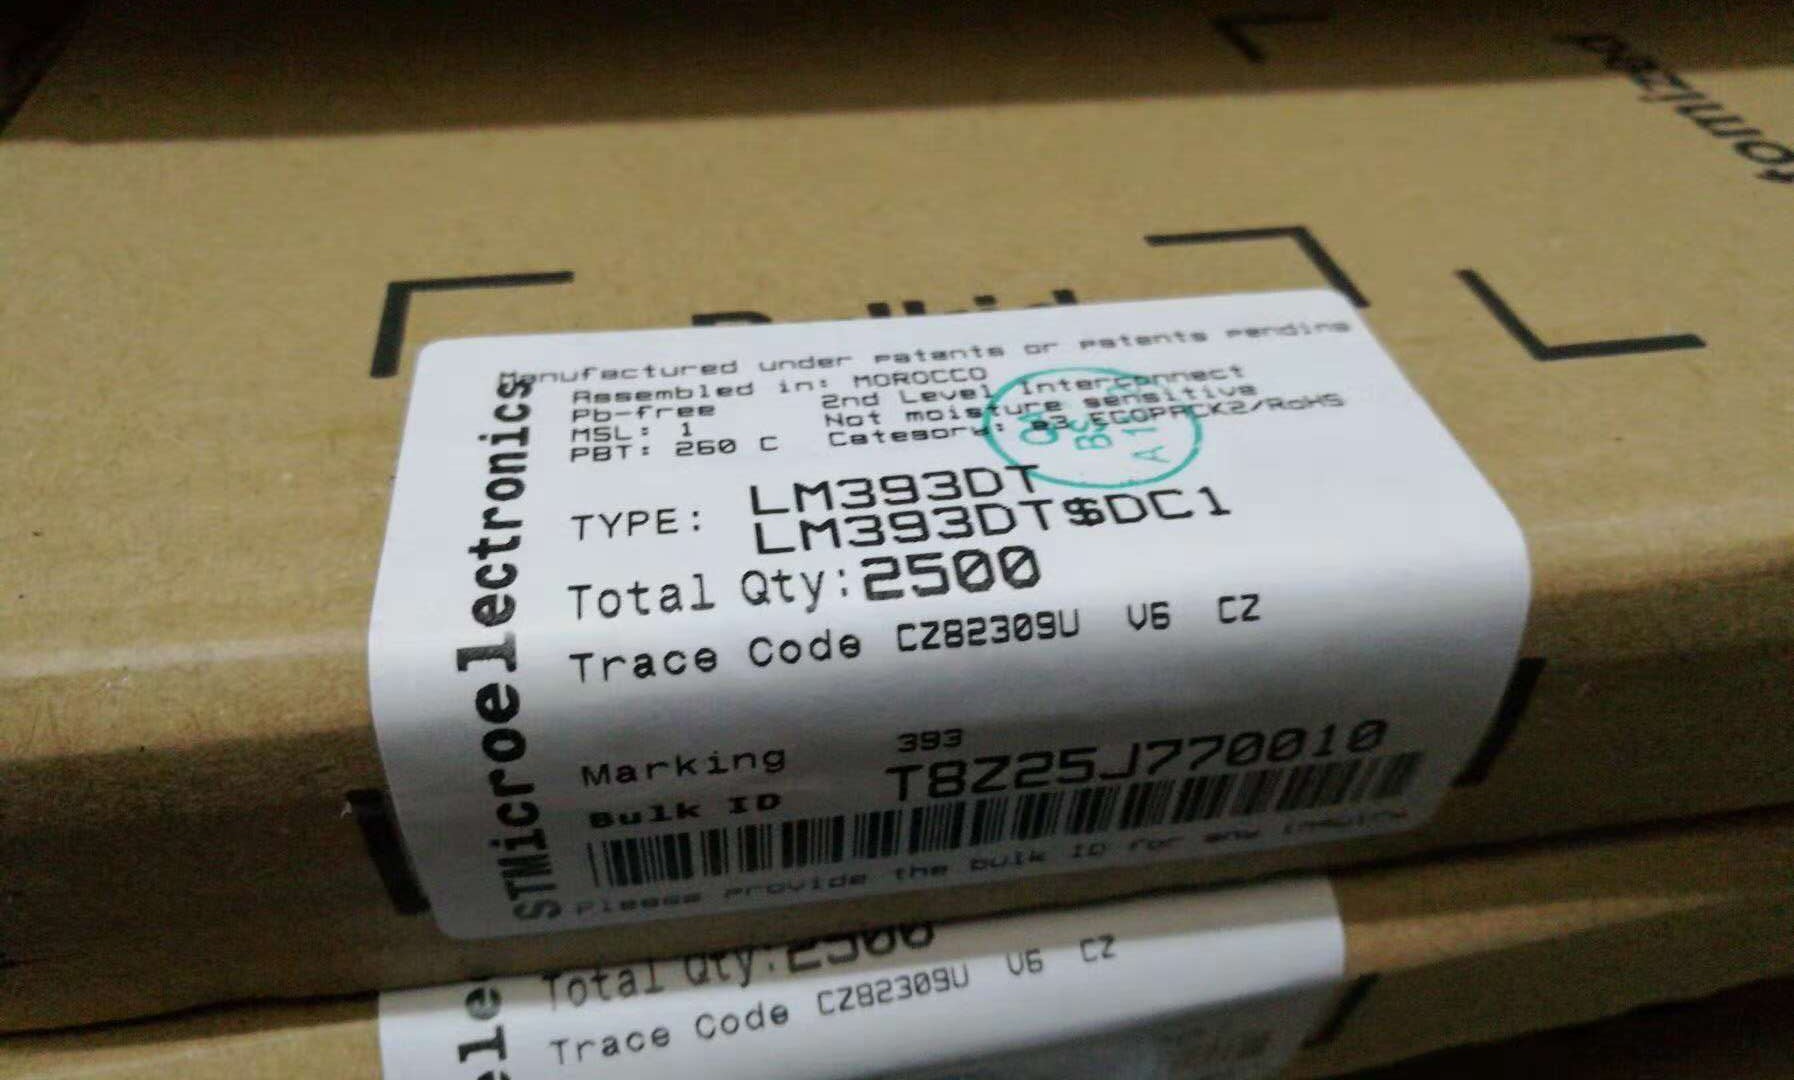 tomized
STMicroelectronics
Manufactured under patents or patents pending
Assembled in: MOROCCO
Pb-free 2nd Level Interconnect
MSL: 1 Not moisture sensitive
PBT: 260 C Category: e3 ECOPACK2/RoHS
TYPE: LM393DT
LM393DT$DC1
Total Qty:2500
Trace Code CZ82309U V6 CZ
Marking 393
Bulk ID T8Z25J770010
Please provide the bulk ID for any inquiry
Total Qty:2500
Trace Code CZ82309U V6 CZ